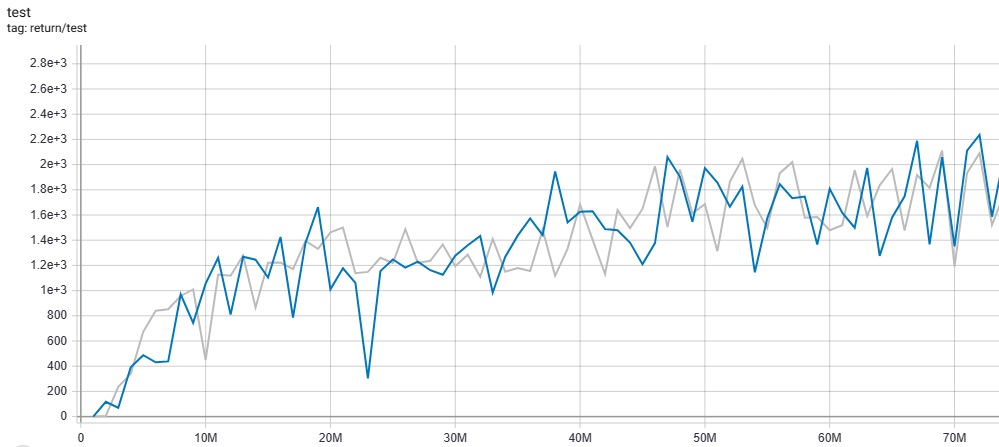 test
tag: return/test
2.8e+3
2.6e+3
2.4e+3
2.2e+3
2e+3
1.8e+3
1.6e+3
1.4e+3
1.2e+3
1e+3
800
600
400
200
0
0 10M 20M 30M 40M 50M 60M 70M